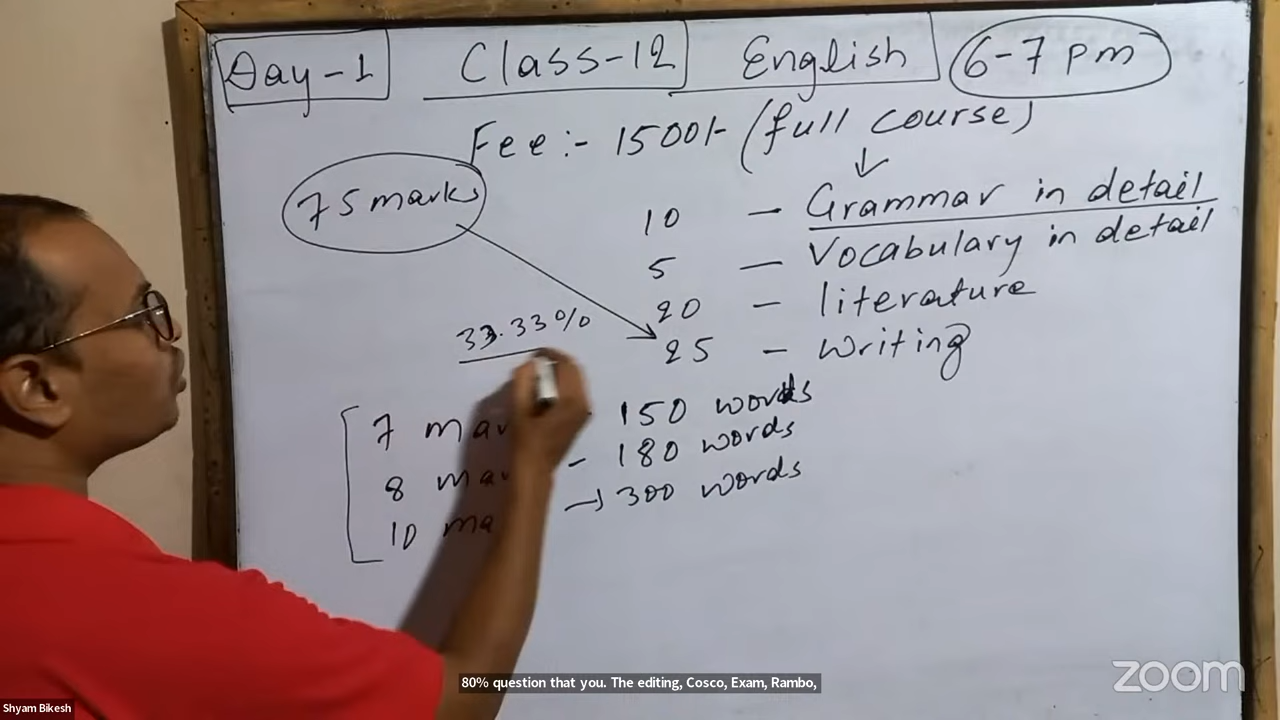 Day-1 Class-12 English 6-7 pm
Fee:- 1500/- (full course)
75 marks
10 - Grammar in detail
5 - Vocabulary in detail
20 - literature
33.33%
25 - Writing
7 mar - 150 words
8 mar - 180 words
10 ma → 300 words
zoom
80% question that you. The editing, Cosco, Exam, Rambo,
Shyam Bikesh